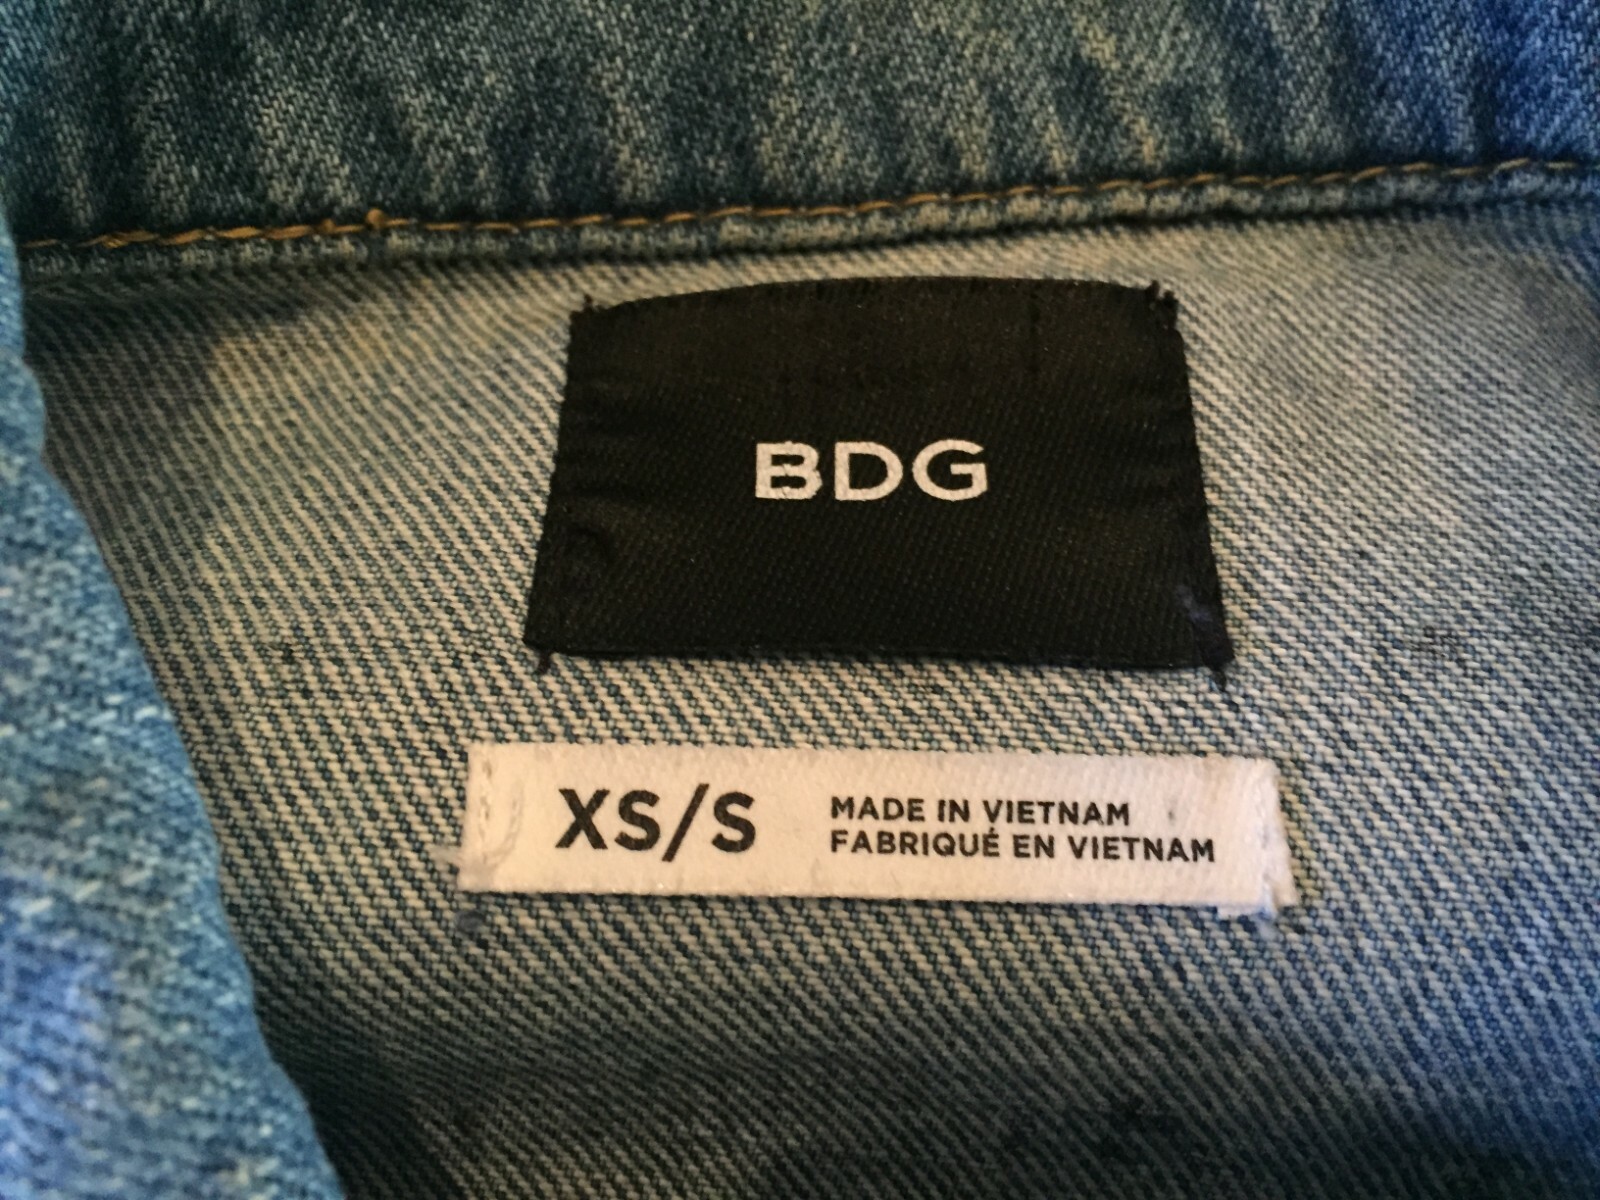 BDG
XS/S
MADE IN VIETNAM
FABRIQUÉ EN VIETNAM